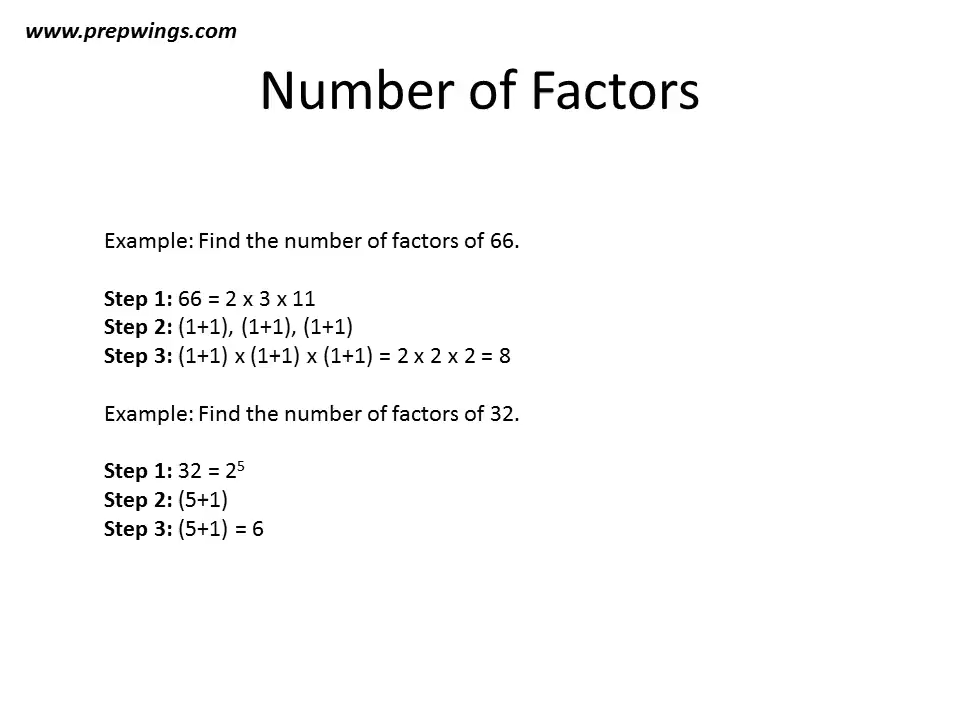 www.prepwings.com
Number of Factors
Example: Find the number of factors of 66.
Step 1: 66 = 2 x 3 x 11
Step 2: (1+1), (1+1), (1+1)
Step 3: (1+1) x (1+1) x (1+1) = 2 x 2 x 2 = 8
Example: Find the number of factors of 32.
Step 1: 32 = 2⁵
Step 2: (5+1)
Step 3: (5+1) = 6